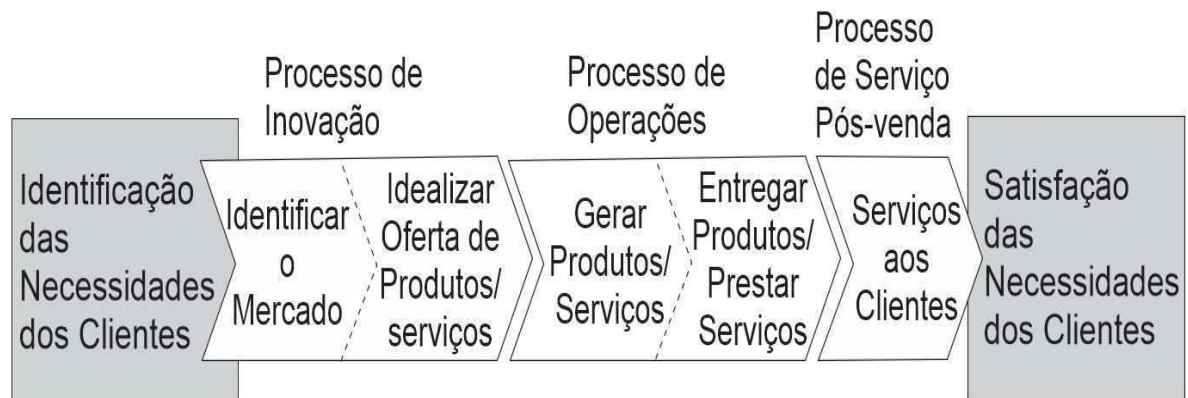 Processo de
Inovação
Processo de
Operações
Processo
de Serviço
Pós-venda
Identificação
das
Necessidades
dos Clientes
Identificar
o
Mercado
Idealizar
Oferta de
Produtos/
serviços
Gerar
Produtos/
Serviços
Entregar
Produtos/
Prestar
Serviços
Serviços
aos
Clientes
Satisfação
das
Necessidades
dos Clientes